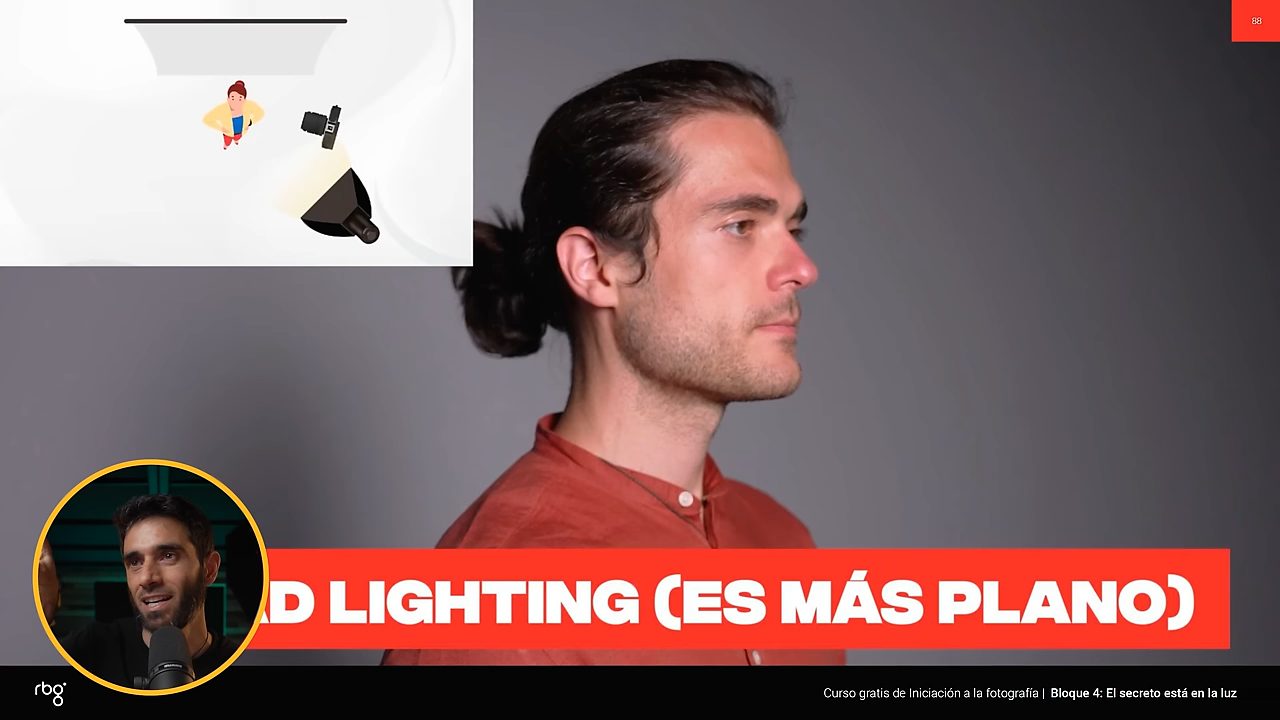 88
D LIGHTING (ES MÁS PLANO)
rbg
Curso gratis de Iniciación a la fotografía | Bloque 4: El secreto está en la luz